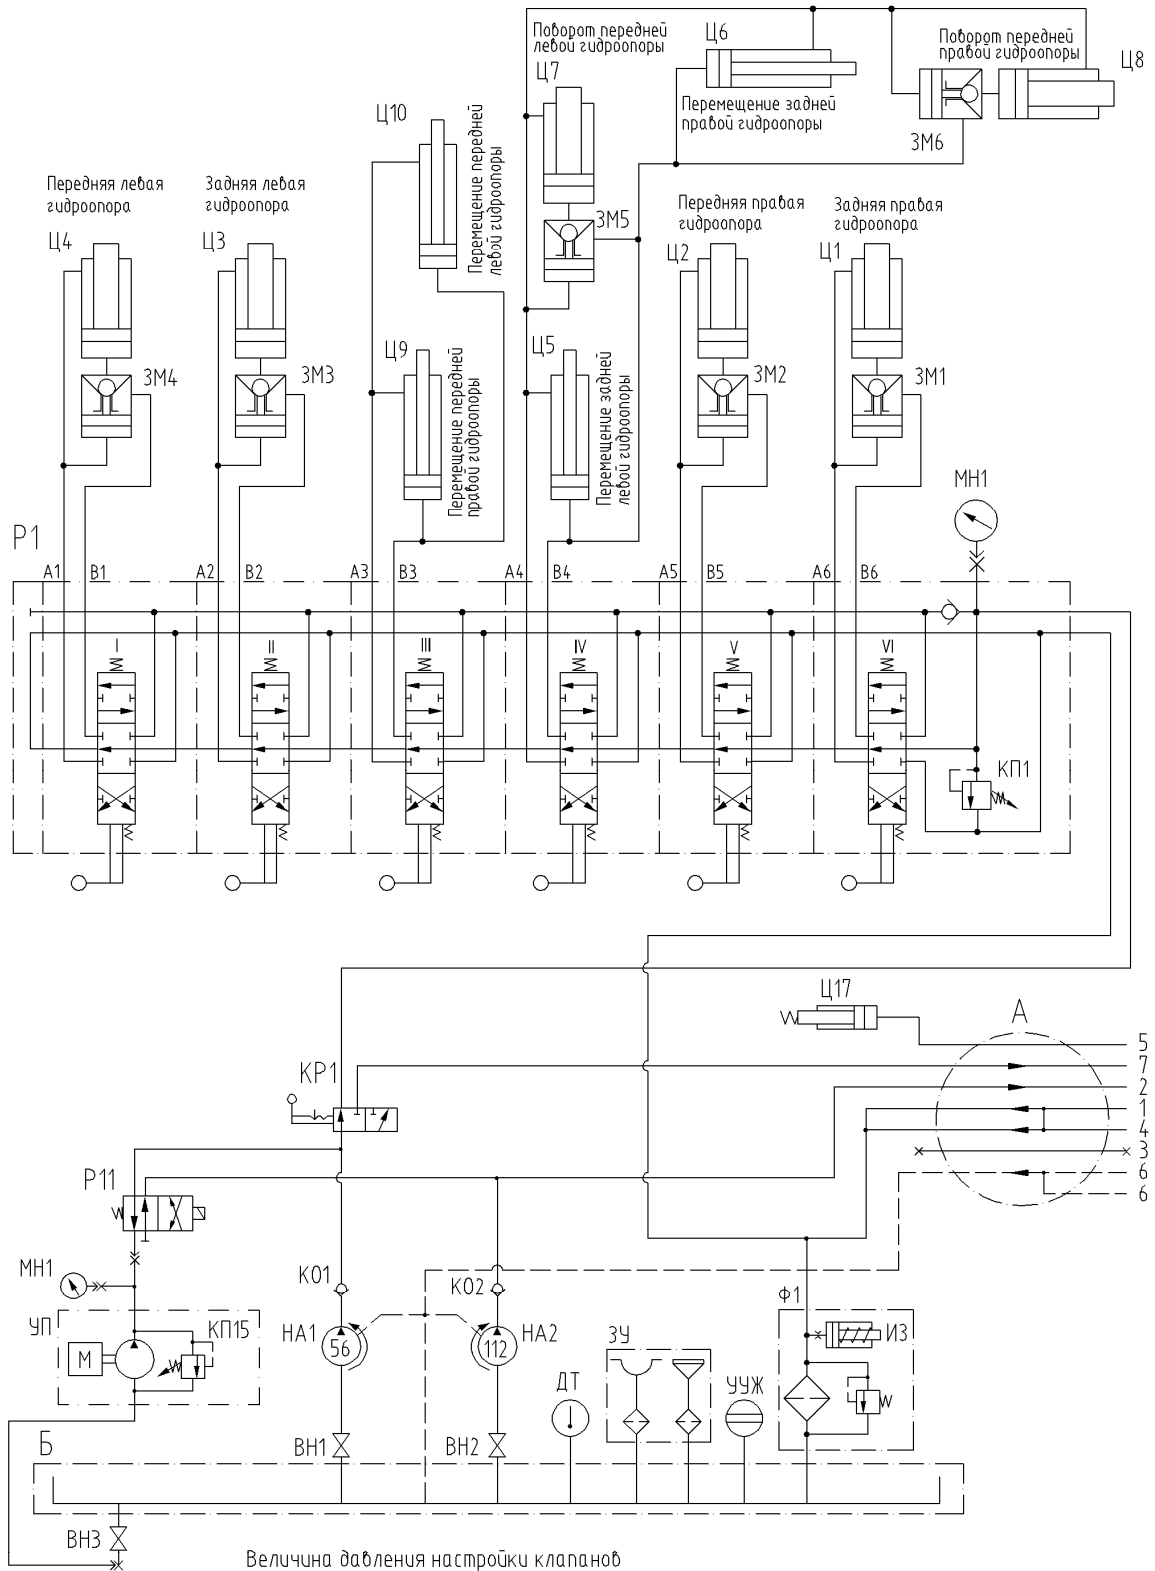 Поворот передней
левой гидроопоры
Ц7
Ц6
Перемещение задней
правой гидроопоры
Поворот передней
правой гидроопоры
Ц8
ЗМ6
Ц10
Перемещение передней
левой гидроопоры
Передняя левая
гидроопора
Ц4
Задняя левая
гидроопора
Ц3
ЗМ5
Передняя правая
гидроопора
Ц2
Задняя правая
гидроопора
Ц1
ЗМ4
ЗМ3
Ц9
Перемещение передней
правой гидроопоры
Ц5
Перемещение задней
левой гидроопоры
ЗМ2
ЗМ1
МН1
Р1
А1 В1 А2 В2 А3 В3 А4 В4 А5 В5 А6 В6
I II III IV V VI
КП1
Ц17
А
5
7
2
1
4
3
6
6
КР1
Р11
МН1
КО1
КО2
УП
М
КП15
НА1
56
112
НА2
ЗУ
ДТ
УУЖ
Ф1
ИЗ
Б
ВН1
ВН2
ВН3
Величина давления настройки клапанов